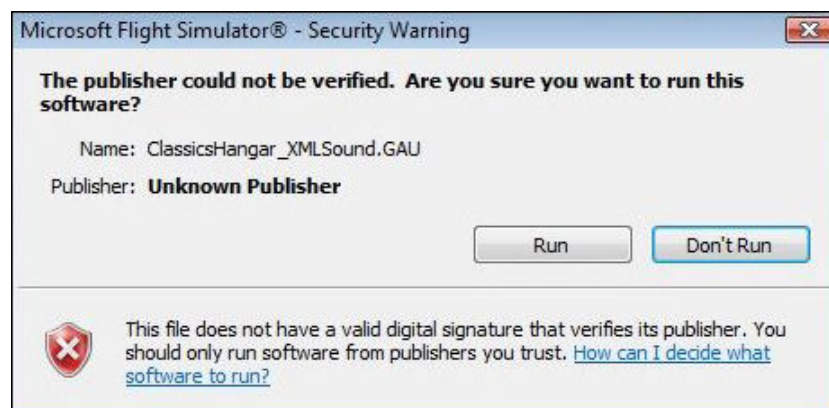 Microsoft Flight Simulator® - Security Warning
The publisher could not be verified. Are you sure you want to run this
software?
Name: ClassicsHangar_XMLSound.GAU
Publisher: Unknown Publisher
Run
Don't Run
This file does not have a valid digital signature that verifies its publisher. You
should only run software from publishers you trust. How can I decide what
software to run?